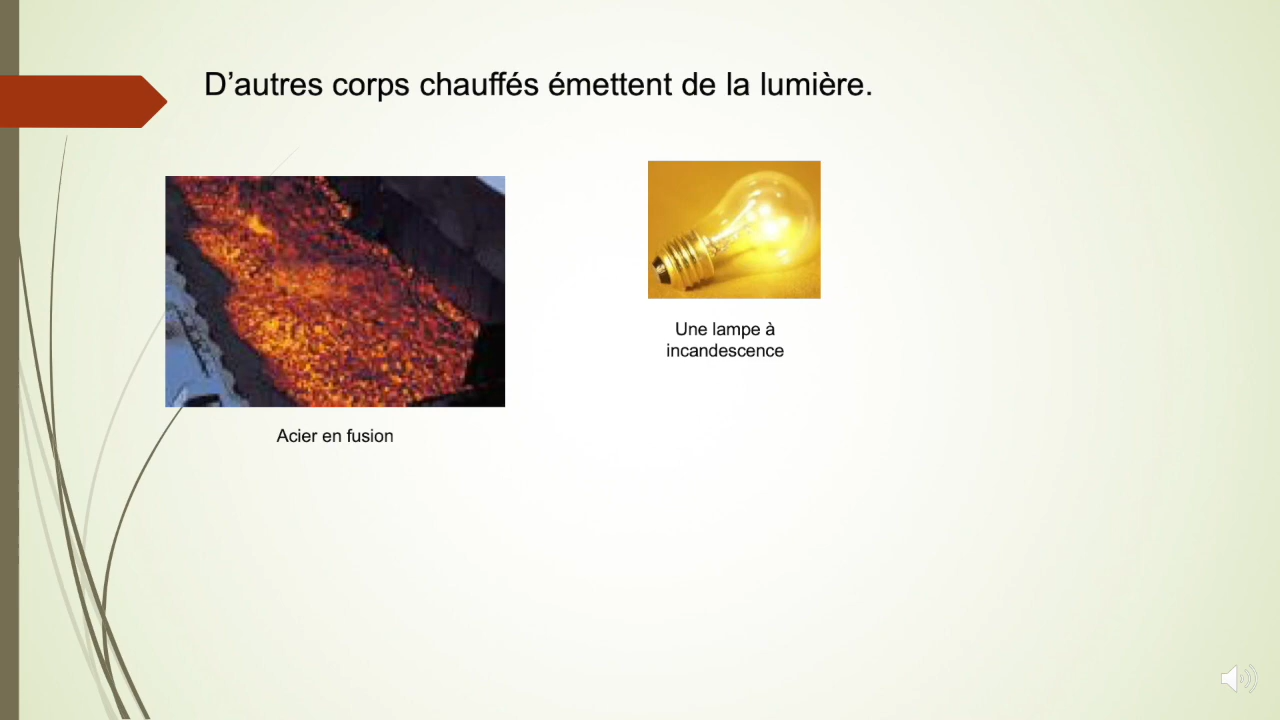 D’autres corps chauffés émettent de la lumière.
Une lampe à
incandescence
Acier en fusion